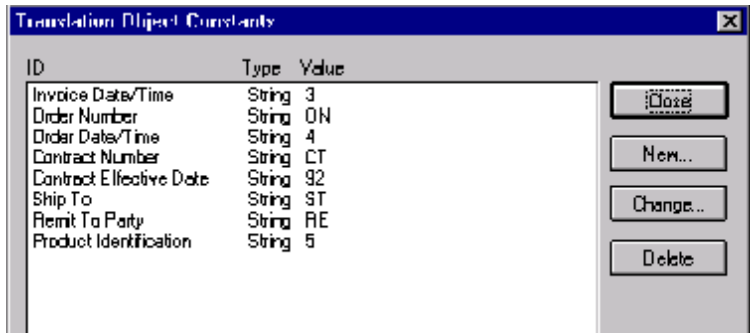 Translation Object Constants
ID Type Value
Invoice Date/Time String 3
Order Number String ON
Order Date/Time String 4
Contract Number String CT
Contract Effective Date String 92
Ship To String ST
Remit To Party String RE
Product Identification String 5
Close
New...
Change...
Delete